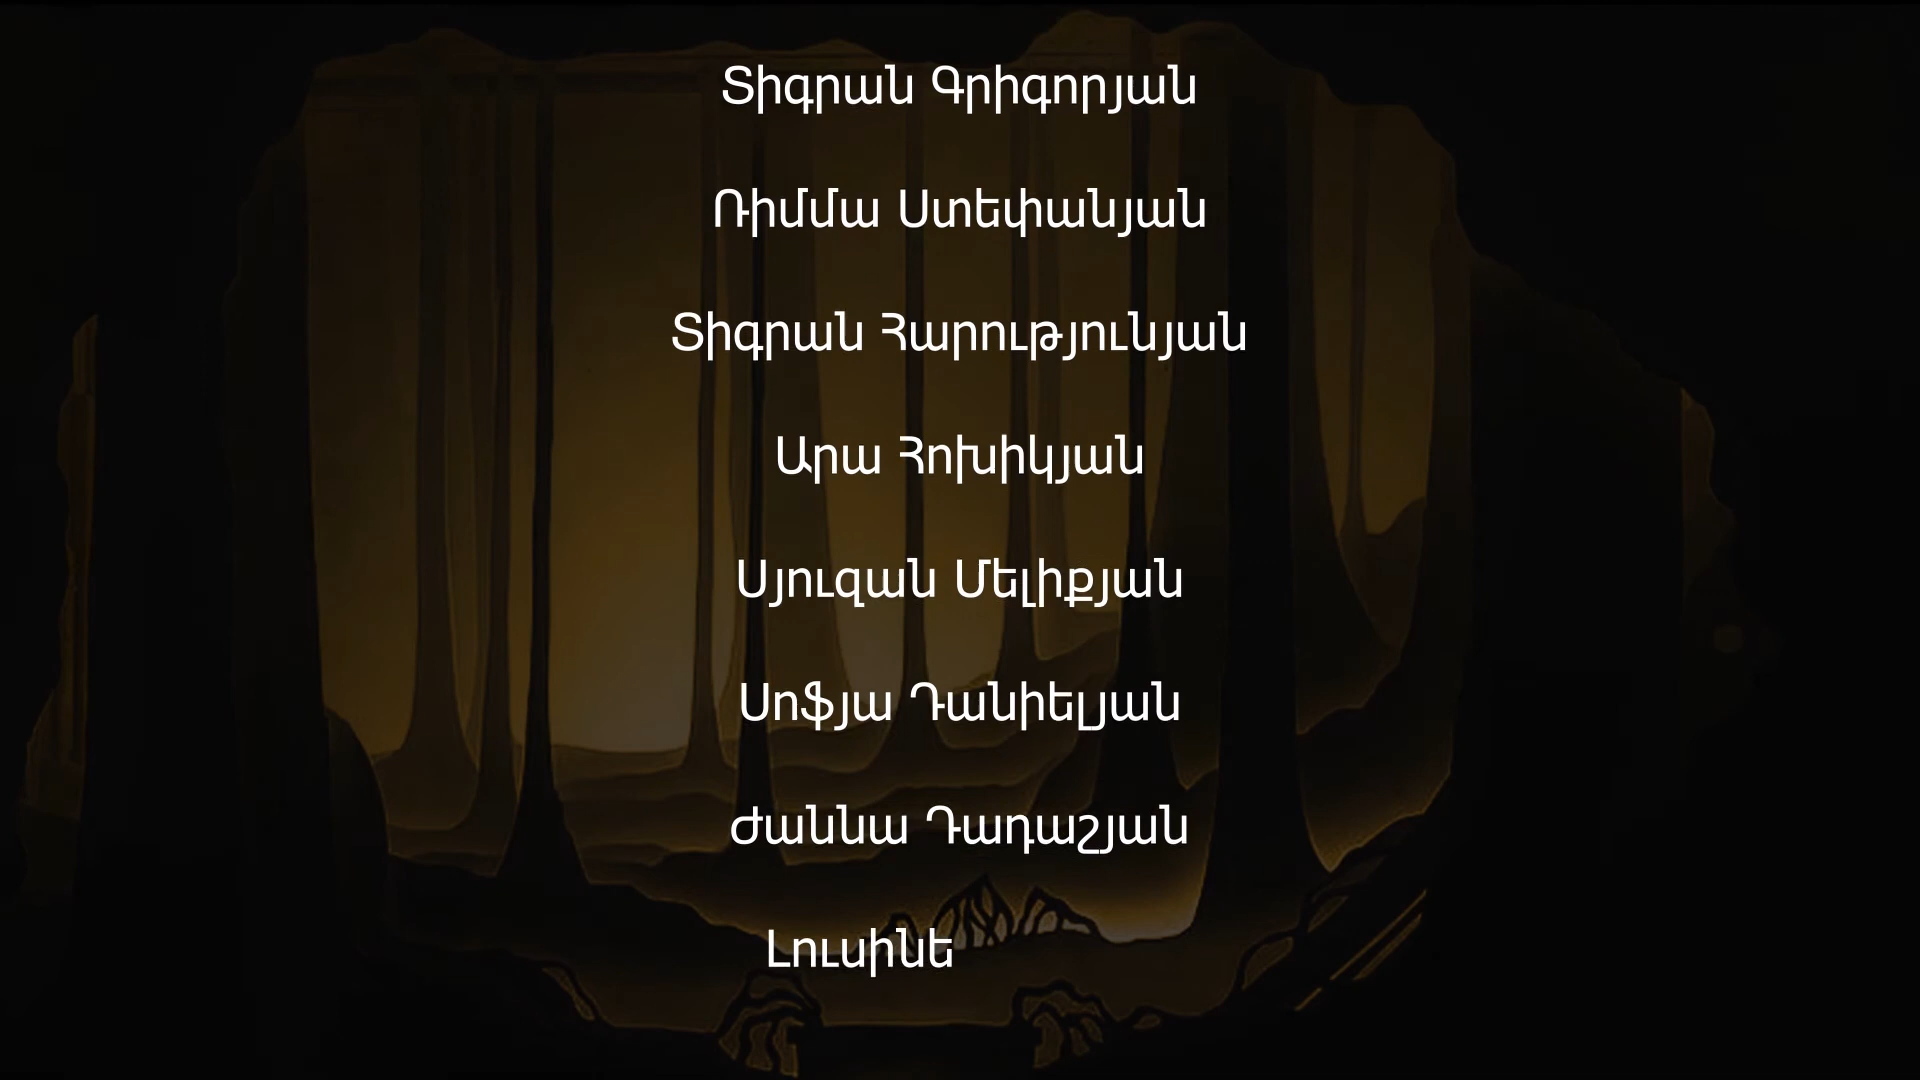 Տիգրան Գրիգորյան
Ռիմմա Ստեփանյան
Տիգրան Հարությունյան
Արա Հոխիկյան
Սյուզան Մելիքյան
Սոֆյա Դանիելյան
Ժաննա Դադաշյան
Լուսինե